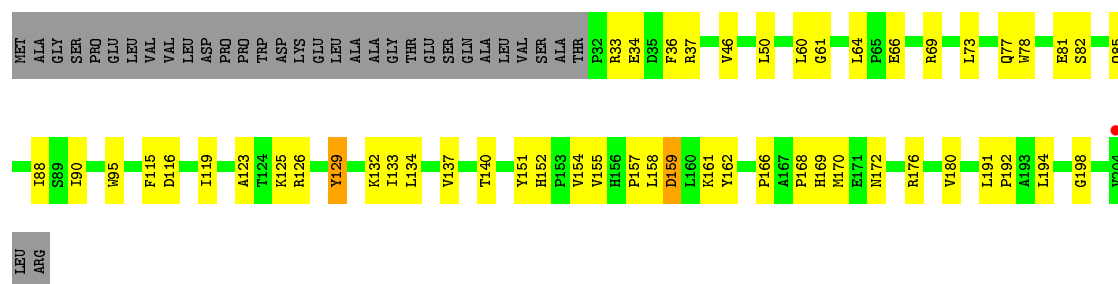 MET ALA GLY SER PRO GLU LEU VAL VAL LEU ASP PRO PRO TRP ASP LYS GLU LEU ALA ALA GLY THR GLU SER GLN ALA LEU VAL SER ALA THR P32 R33 E34 D35 F36 R37 V46 L50 L60 G61 L64 P65 E66 R69 L73 Q77 W78 E81 S82
I88 S89 I90 W95 F115 D116 I119 A123 T124 K125 R126 Y129 K132 I133 L134 V137 T140 Y151 H152 P153 V154 V155 H156 P157 L158 D159 L160 K161 Y162 P166 A167 P168 H169 M170 E171 N172 R176 V180 L191 P192 A193 L194 G198
LEU ARG